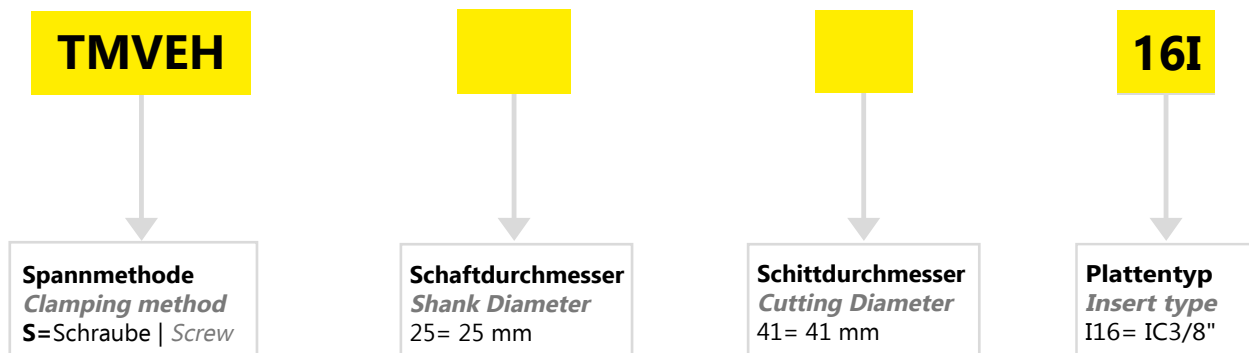 TMVEH
16I
Spannmethode
Clamping method
S=Schraube | Screw
Schaftdurchmesser
Shank Diameter
25= 25 mm
Schittdurchmesser
Cutting Diameter
41= 41 mm
Plattentyp
Insert type
I16= IC3/8"